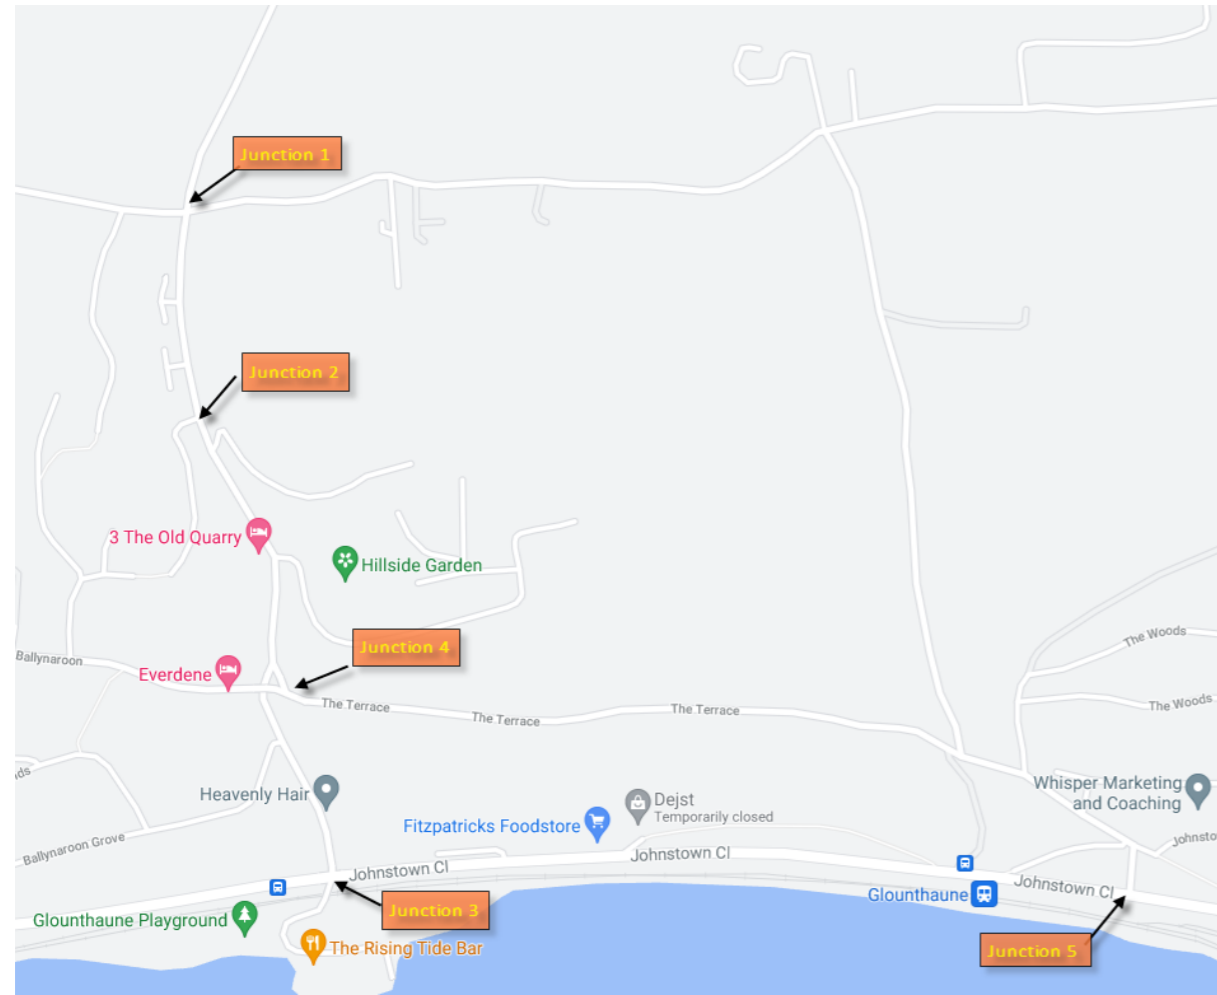 Junction 1
Junction 2
3 The Old Quarry
Hillside Garden
Junction 4
The Woods
Ballynaroon
Everdene
The Terrace
The Terrace
The Terrace
The Woods
ds
Heavenly Hair
Dejst
Temporarily closed
Whisper Marketing
and Coaching
Fitzpatricks Foodstore
Ballynaroon Grove
Johnsto
Johnstown Cl
Johnstown Cl
Johnstown Cl
Glounthaune
Glounthaune Playground
Junction 3
The Rising Tide Bar
Junction 5